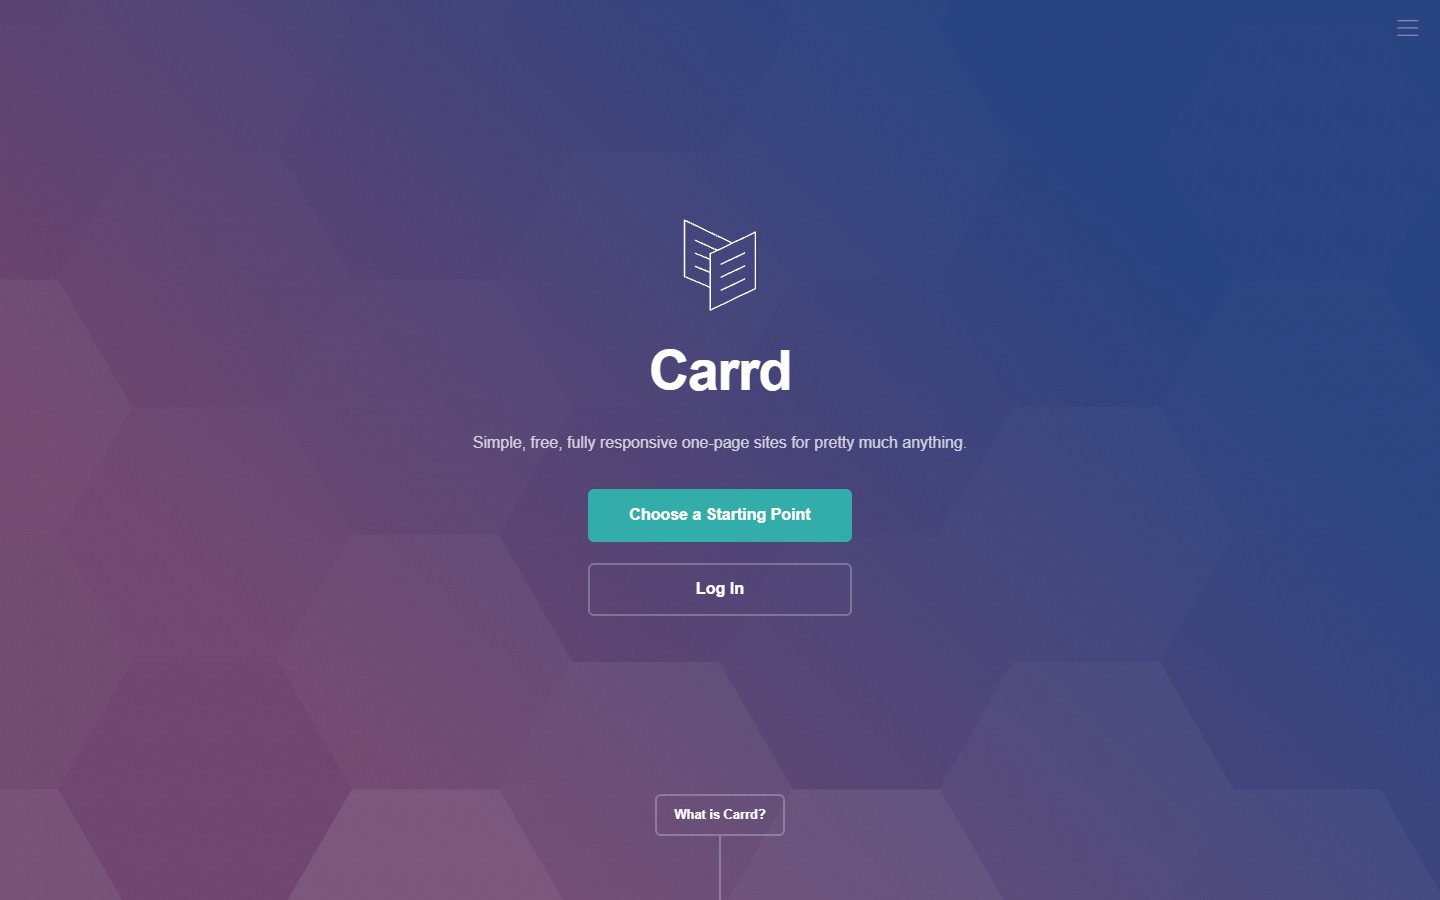 Carrd
Simple, free, fully responsive one-page sites for pretty much anything.
Choose a Starting Point
Log In
What is Carrd?